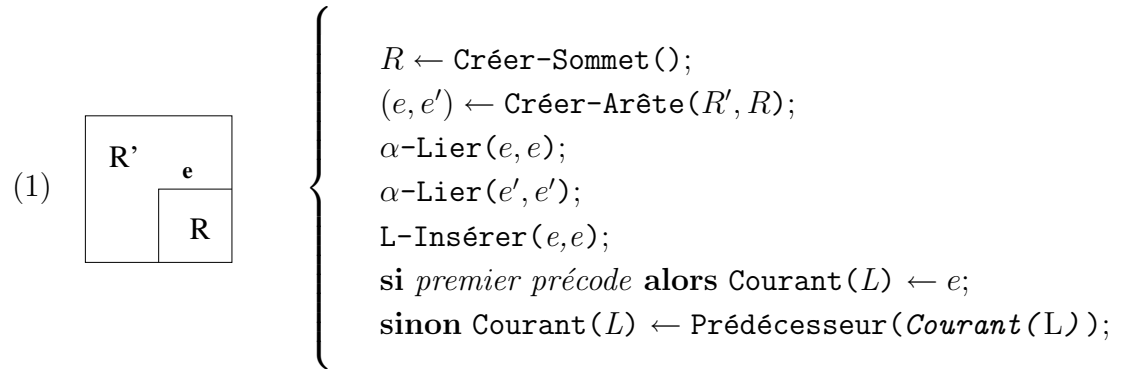 (1)
R’
e
R
R ← Créer-Sommet();
(e, e′) ← Créer-Arête(R′, R);
α-Lier(e, e);
α-Lier(e′, e′);
L-Insérer(e,e);
si premier précode alors Courant(L) ← e;
sinon Courant(L) ← Prédécesseur(Courant(L));